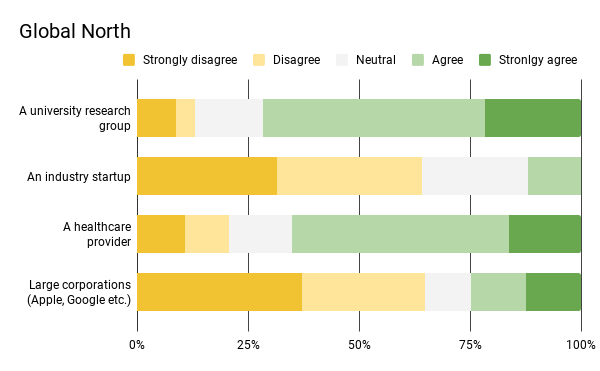 Global North
Strongly disagree Disagree Neutral Agree Stronlgy agree
A university research
group
An industry startup
A healthcare
provider
Large corporations
(Apple, Google etc.)
0% 25% 50% 75% 100%